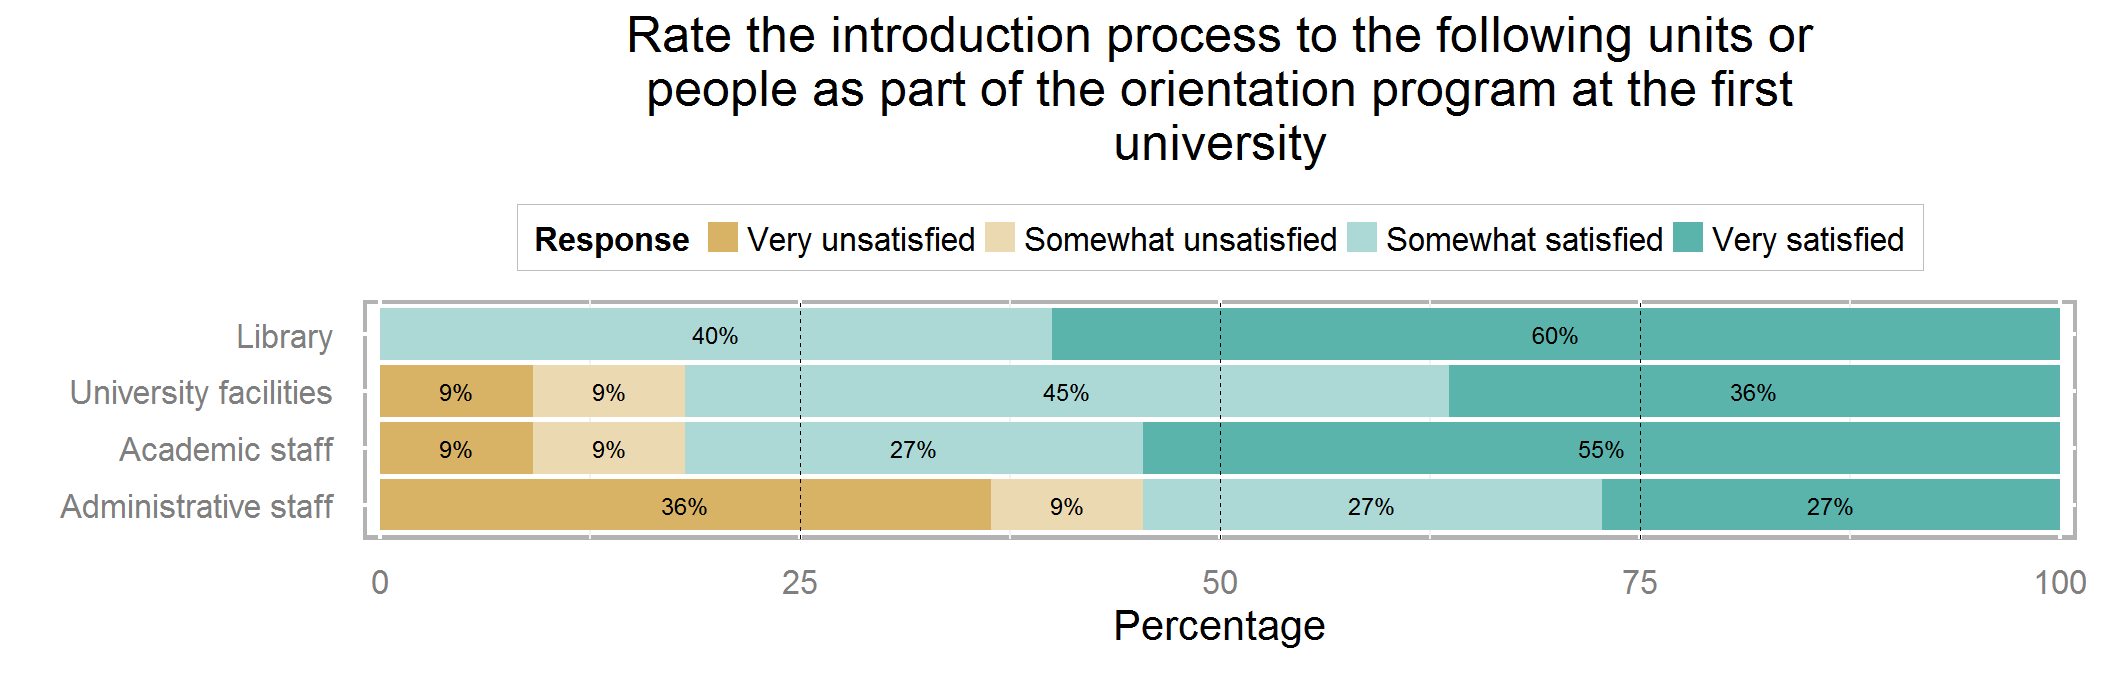 Rate the introduction process to the following units or
people as part of the orientation program at the first
university
Response Very unsatisfied Somewhat unsatisfied Somewhat satisfied Very satisfied
Library 40% 60%
University facilities 9% 9% 45% 36%
Academic staff 9% 9% 27% 55%
Administrative staff 36% 9% 27% 27%
0 25 50 75 100
Percentage